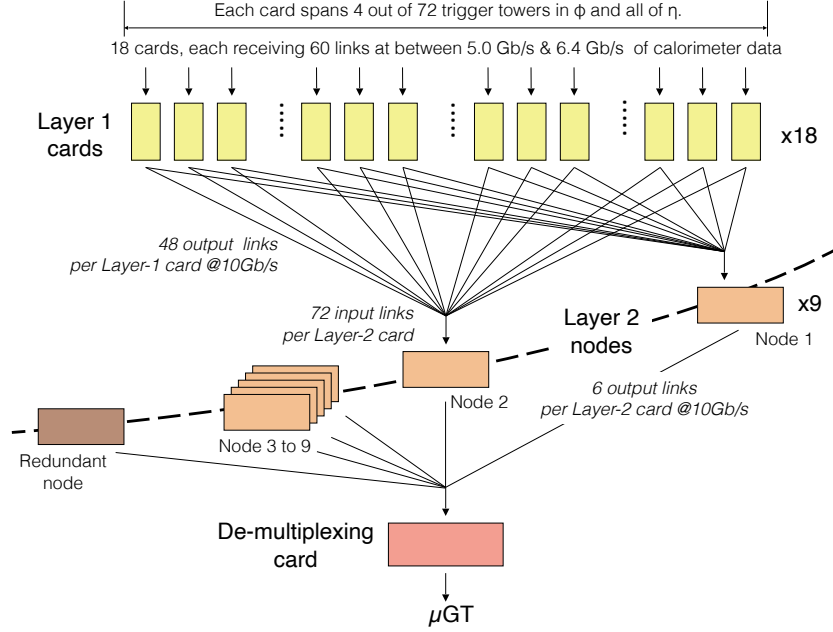 Each card spans 4 out of 72 trigger towers in ϕ and all of η.
18 cards, each receiving 60 links at between 5.0 Gb/s & 6.4 Gb/s of calorimeter data
Layer 1
cards
x18
48 output links
per Layer-1 card @10Gb/s
72 input links
per Layer-2 card
Layer 2
nodes
x9
Node 1
6 output links
per Layer-2 card @10Gb/s
Node 2
Node 3 to 9
Redundant
node
De-multiplexing
card
µGT